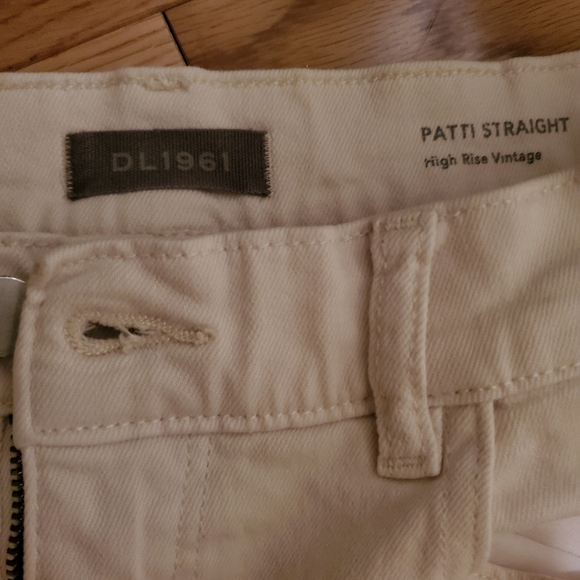 DL1961
PATTI STRAIGHT
High Rise Vintage